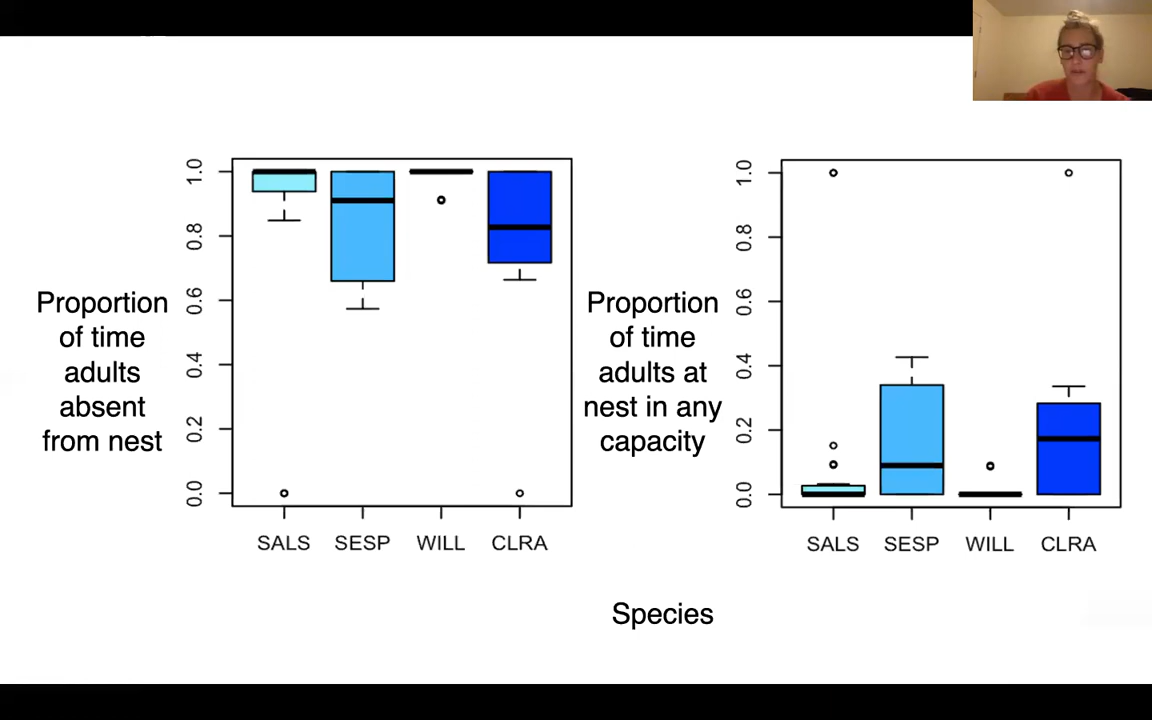 Proportion
of time
adults
absent
from nest
1.0
0.8
0.6
0.4
0.2
0.0
SALS SESP WILL CLRA
Proportion
of time
adults at
nest in any
capacity
1.0
0.8
0.6
0.4
0.2
0.0
SALS SESP WILL CLRA
Species